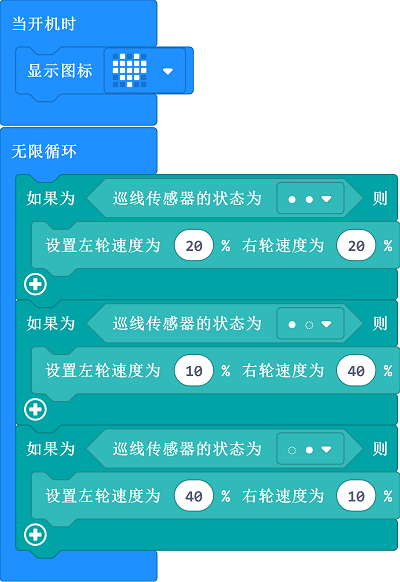 当开机时
显示图标
无限循环
如果为 巡线传感器的状态为 则
设置左轮速度为 20 % 右轮速度为 20 %
如果为 巡线传感器的状态为 则
设置左轮速度为 10 % 右轮速度为 40 %
如果为 巡线传感器的状态为 则
设置左轮速度为 40 % 右轮速度为 10 %